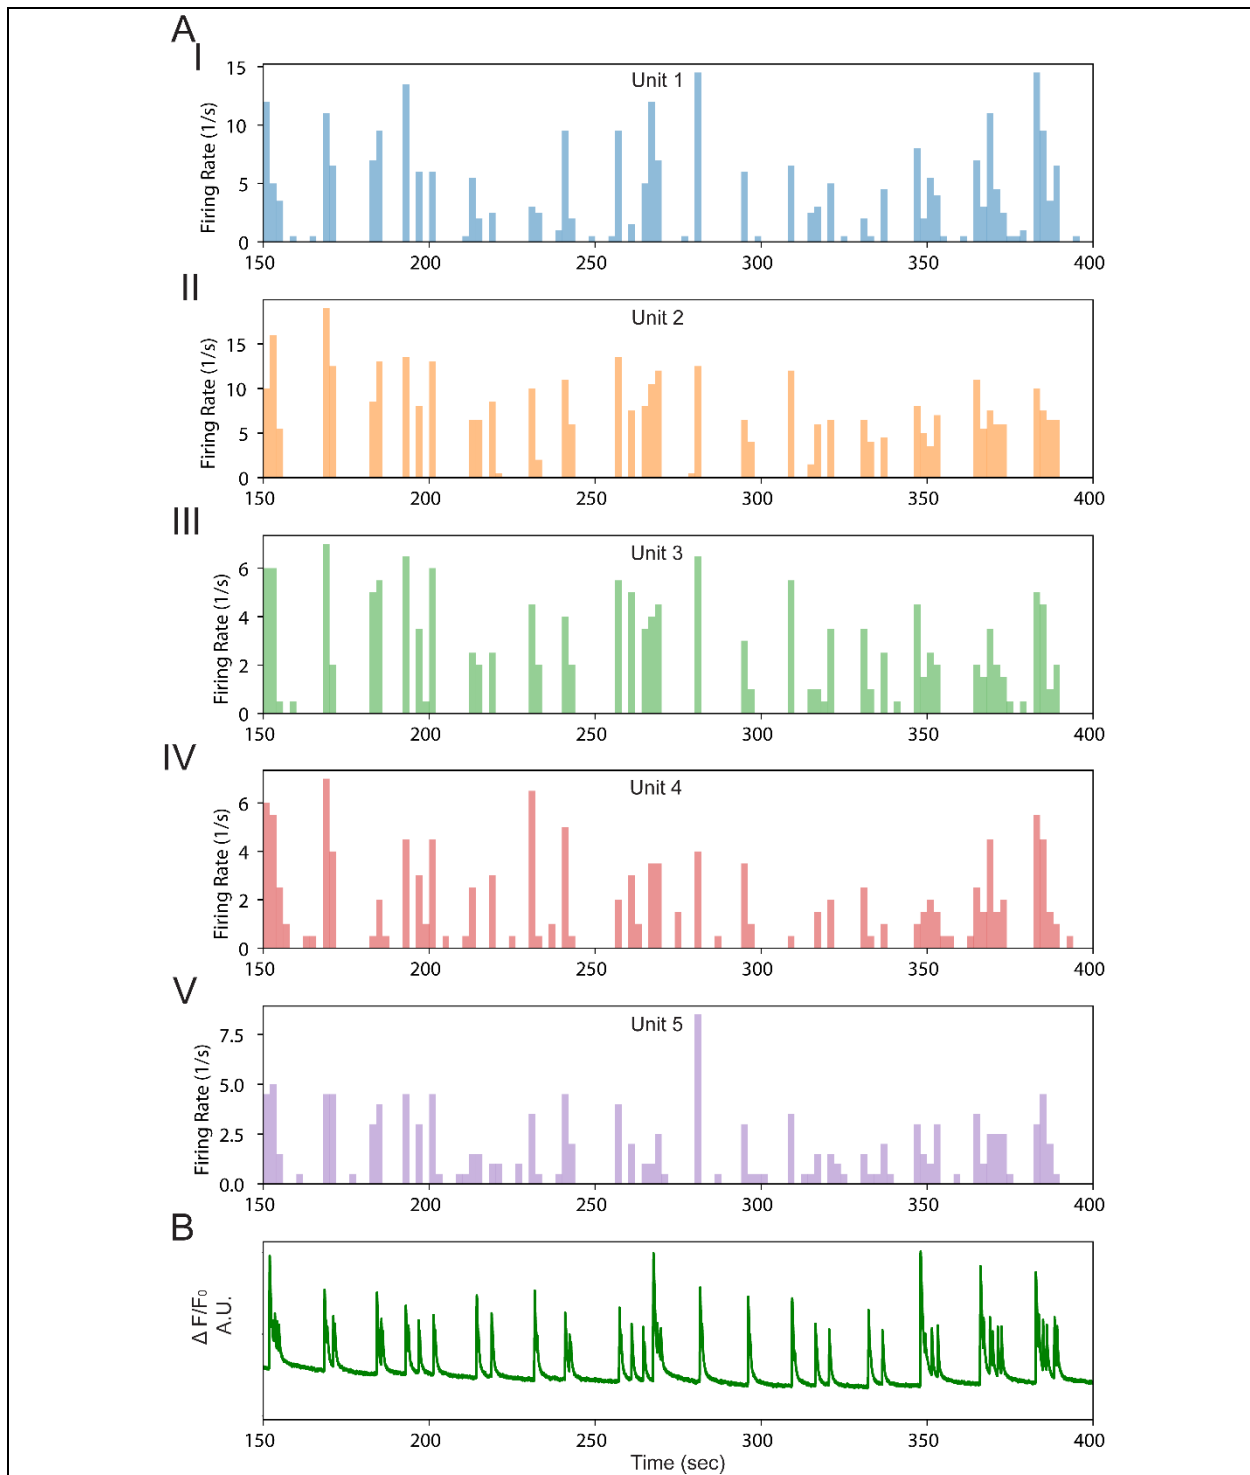 A
I
Unit 1
Firing Rate (1/s)
15
10
5
0
150 200 250 300 350 400
II
Unit 2
Firing Rate (1/s)
15
10
5
0
150 200 250 300 350 400
III
Unit 3
Firing Rate (1/s)
6
4
2
0
150 200 250 300 350 400
IV
Unit 4
Firing Rate (1/s)
6
4
2
0
150 200 250 300 350 400
V
Unit 5
Firing Rate (1/s)
7.5
5.0
2.5
0.0
150 200 250 300 350 400
B
Δ F/F₀
A.U.
150 200 250 300 350 400
Time (sec)